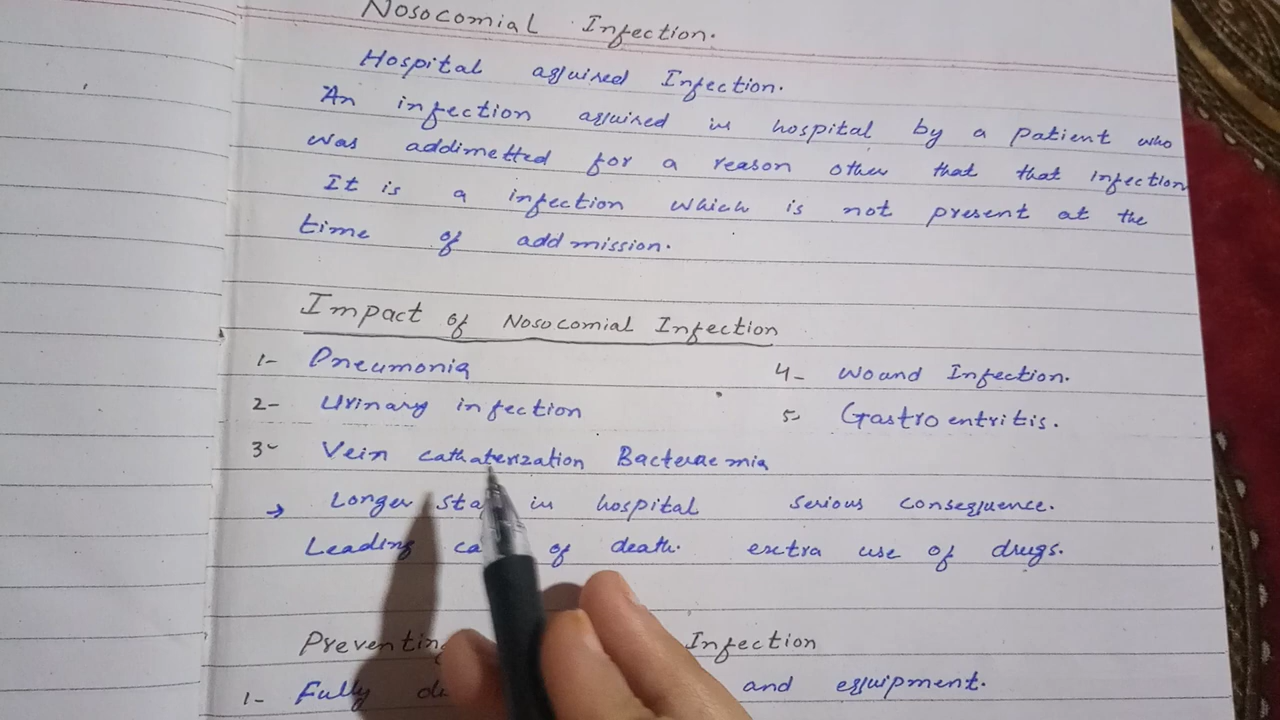 Nosocomial Infection.
Hospital aqquired Infection.
An infection aqquired in hospital by a patient who
was addimetted for a reason other that that infection
It is a infection which is not present at the
time of addmission.
Impact of Nosocomial Infection
1- Pneumonia
2- Urinary infection
3- Vein cathaterization Bacteraemia
4- Wound Infection.
5- Gastroentritis.
→ Longer in hospital serious consequence.
Leading of death. extra use of drugs.
Infection
1- Fully and equipment.